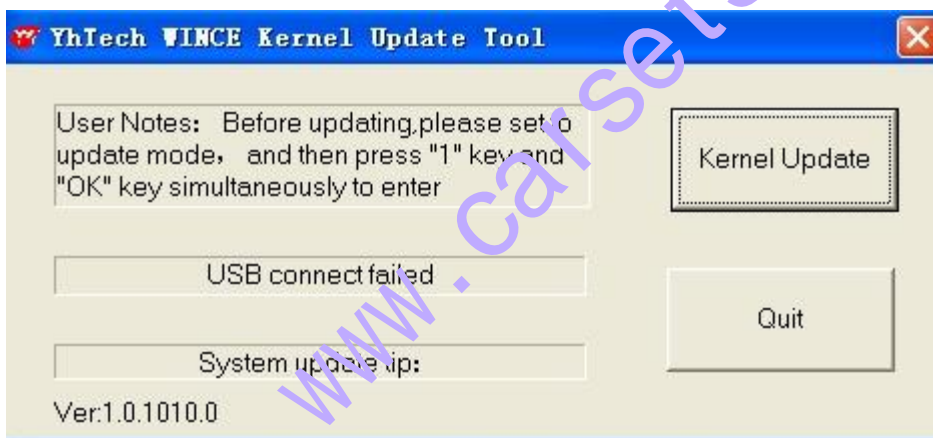 YhTech WINCE Kernel Update Tool
User Notes: Before updating,please set to
update mode， and then press "1" key and
"OK" key simultaneously to enter
Kernel Update
USB connect failed
Quit
System update tip:
Ver:1.0.1010.0
www.carset